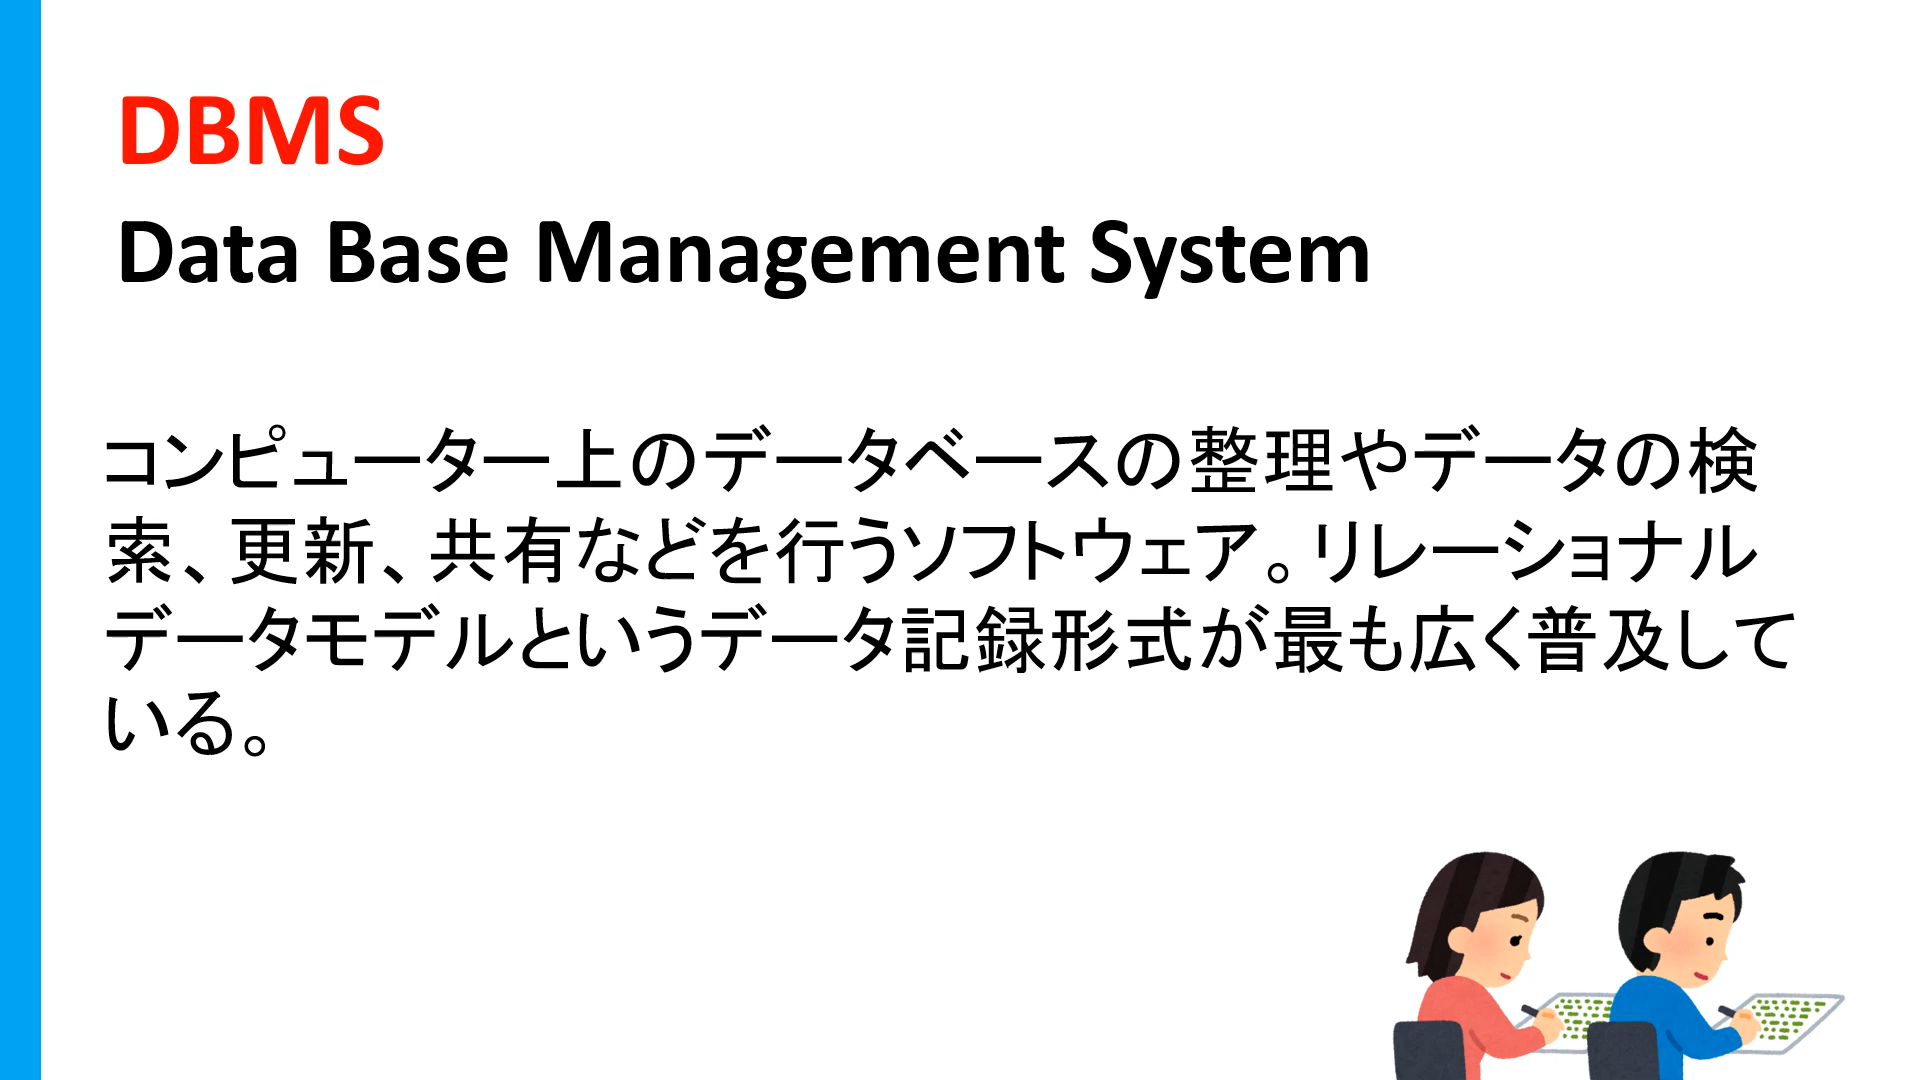 DBMS
Data Base Management System
コンピューター上のデータベースの整理やデータの検
索、更新、共有などを行うソフトウェア。リレーショナル
データモデルというデータ記録形式が最も広く普及して
いる。